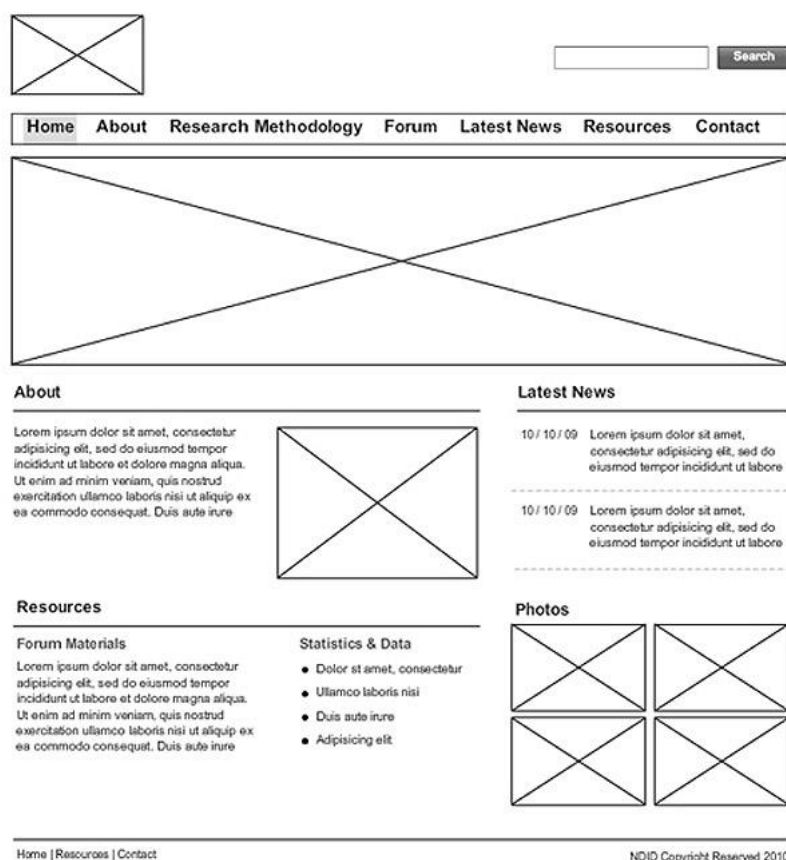 Search
Home About Research Methodology Forum Latest News Resources Contact
About
Lorem ipsum dolor sit amet, consectetur
adipisicing elit, sed do eiusmod tempor
incididunt ut labore et dolore magna aliqua.
Ut enim ad minim veniam, quis nostrud
exercitation ullamco laboris nisi ut aliquip ex
ea commodo consequat. Duis aute irure
Latest News
10 / 10 / 09 Lorem ipsum dolor sit amet,
consectetur adipisicing elit, sed do
eiusmod tempor incididunt ut labore
10 / 10 / 09 Lorem ipsum dolor sit amet,
consectetur adipisicing elit, sed do
eiusmod tempor incididunt ut labore
Resources
Forum Materials
Lorem ipsum dolor sit amet, consectetur
adipisicing elit, sed do eiusmod tempor
incididunt ut labore et dolore magna aliqua.
Ut enim ad minim veniam, quis nostrud
exercitation ullamco laboris nisi ut aliquip ex
ea commodo consequat. Duis aute irure
Statistics & Data
• Dolor st amet, consectetur
• Ullamco laboris nisi
• Duis aute irure
• Adipisicing elit
Photos
Home | Resources | Contact
NDID Copyright Reserved 2010